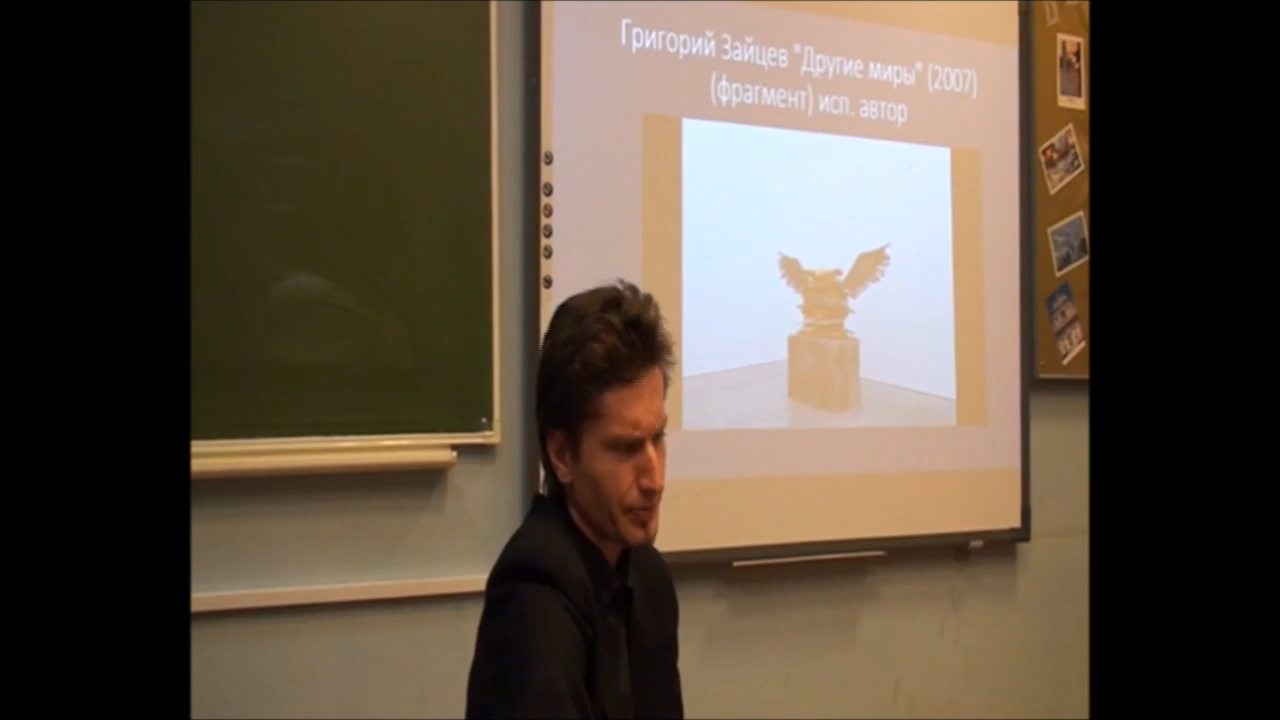 Григорий Зайцев "Другие миры" (2007)
(фрагмент) исп. автор